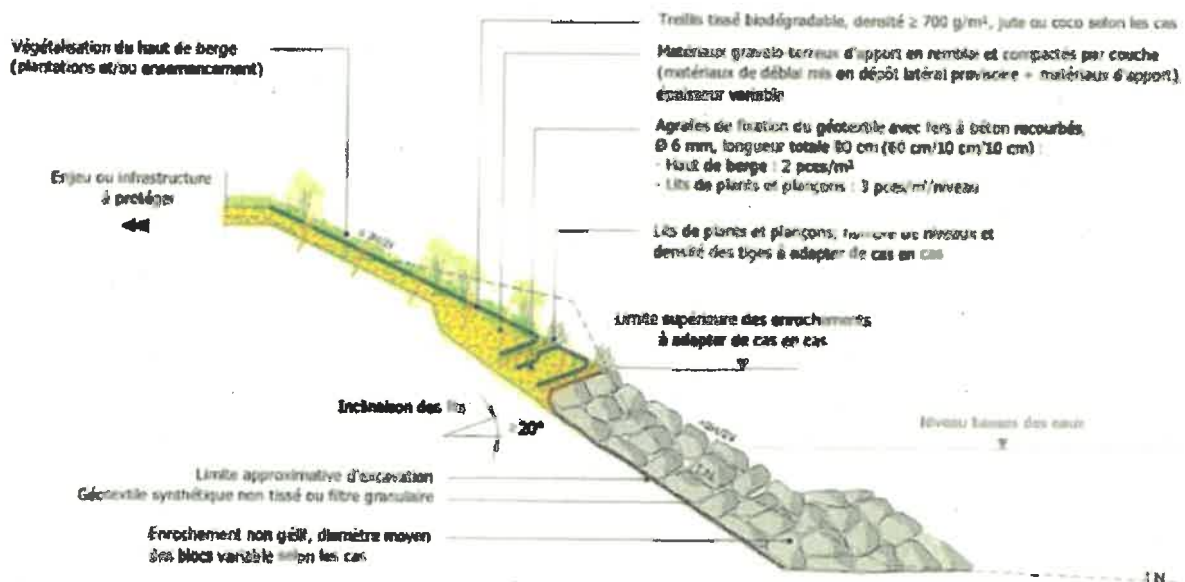 Treillis tissé biodégradable, densité ≥ 700 g/m², jute ou coco selon les cas
Végétalisation du haut de berge
(plantations et/ou ensemencement)
Matériaux gravelo-terreux d'apport en remblai et compactés par couche
(matériaux de déblai mis en dépôt latéral provisoire + matériaux d'apport),
épaisseur variable
Agrafes de fixation du géotextile avec fers à béton recourbés,
Ø 6 mm, longueur totale 80 cm (60 cm/10 cm/10 cm) :
- Haut de berge : 2 pces/m²
- Lits de plants et plançons : 3 pces/m²/niveau
Enjeu ou infrastructure
à protéger
Lits de plants et plançons, nombre de niveaux et
densité des tiges à adapter de cas en cas
Limite supérieure des enrochements
à adapter de cas en cas
Inclinaison des lits
≥ 20°
Niveau basses des eaux
Limite approximative d'excavation
Géotextile synthétique non tissé ou filtre granulaire
Enrochement non gélif, diamètre moyen
des blocs variable selon les cas